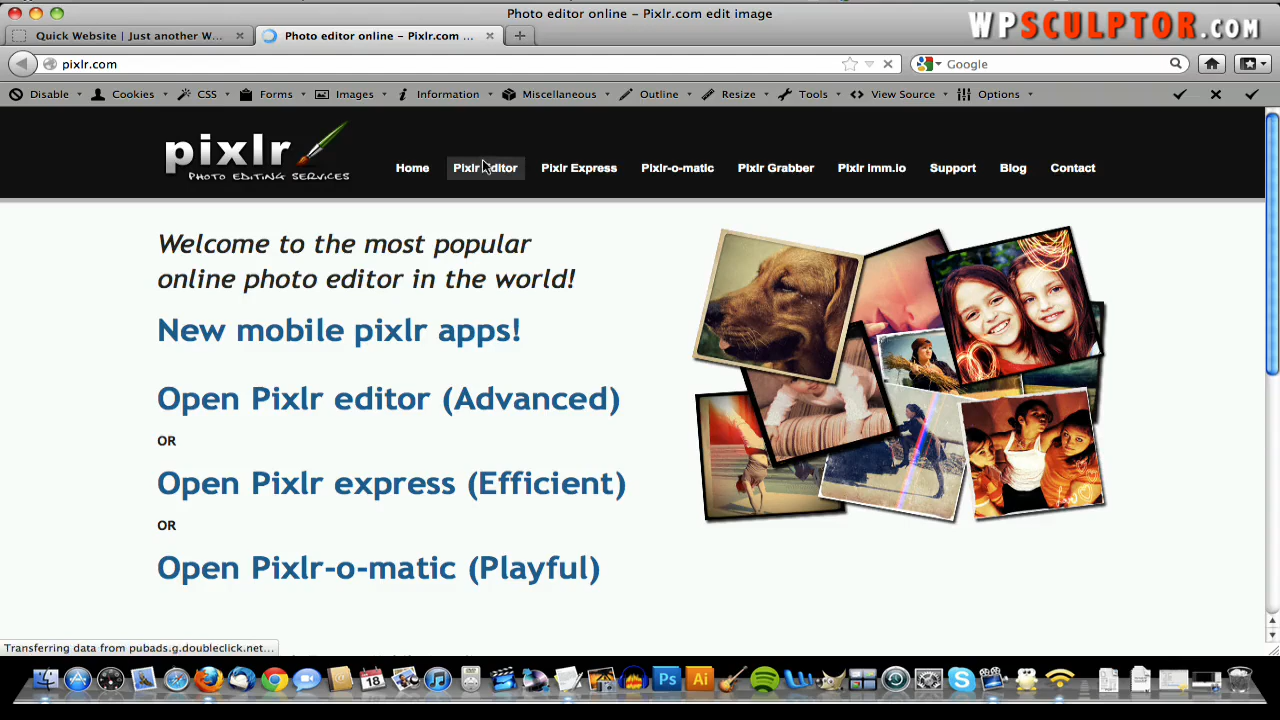 Photo editor online – Pixlr.com edit image
WPSCULPTOR.COM
Quick Website | Just another W...
Photo editor online – Pixlr.com ...
pixlr.com
Google
Disable
Cookies
CSS
Forms
Images
Information
Miscellaneous
Outline
Resize
Tools
View Source
Options
pixlr
PHOTO EDITING SERVICES
Home
Pixlr Editor
Pixlr Express
Pixlr-o-matic
Pixlr Grabber
Pixlr Imm.io
Support
Blog
Contact
Welcome to the most popular
online photo editor in the world!
New mobile pixlr apps!
Open Pixlr editor (Advanced)
OR
Open Pixlr express (Efficient)
OR
Open Pixlr-o-matic (Playful)
Transferring data from pubads.g.doubleclick.net...
18
Ps
Ai